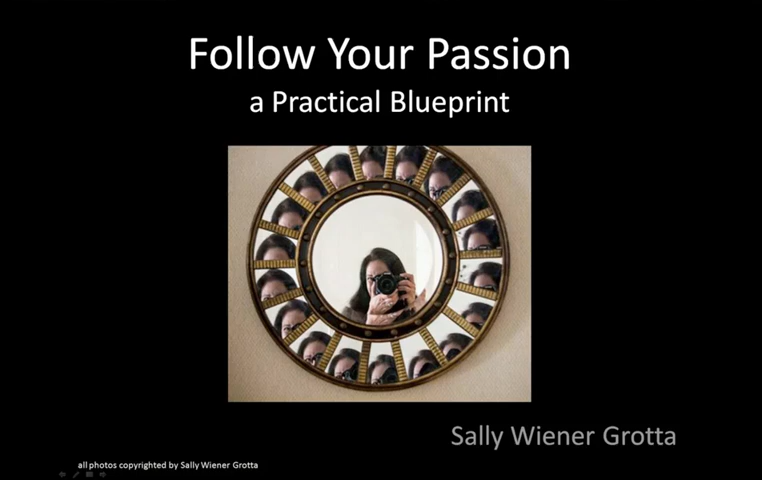 Follow Your Passion
a Practical Blueprint
Sally Wiener Grotta
all photos copyrighted by Sally Wiener Grotta